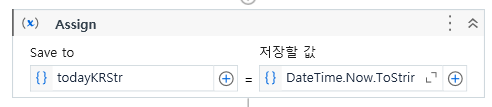 (x) Assign
Save to
저장할 값
{} todayKRStr = {} DateTime.Now.ToStrir